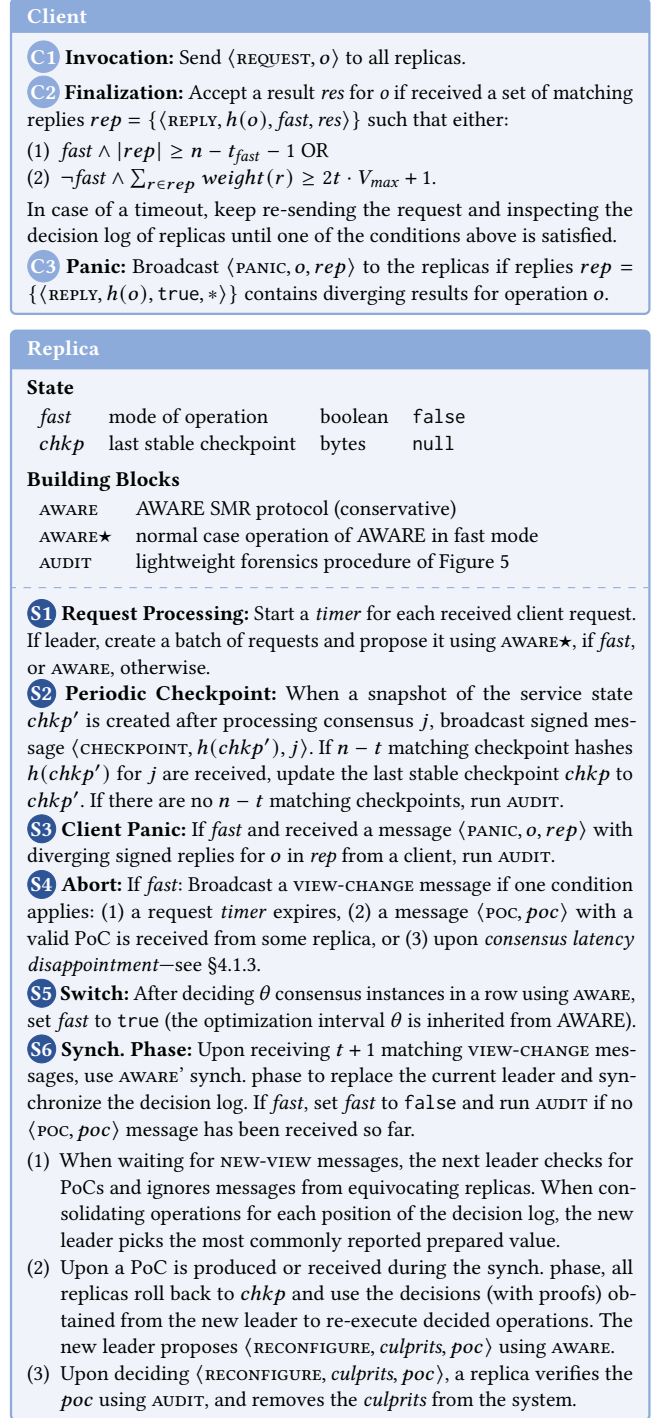 Client
C1 Invocation: Send ⟨REQUEST, o⟩ to all replicas.
C2 Finalization: Accept a result res for o if received a set of matching
replies rep = {⟨REPLY, h(o), fast, res⟩} such that either:
(1) fast ∧ |rep| ≥ n − t_fast − 1 OR
(2) ¬fast ∧ ∑_{r∈rep} weight(r) ≥ 2t · V_max + 1.
In case of a timeout, keep re-sending the request and inspecting the
decision log of replicas until one of the conditions above is satisfied.
C3 Panic: Broadcast ⟨PANIC, o, rep⟩ to the replicas if replies rep =
{⟨REPLY, h(o), true, ∗⟩} contains diverging results for operation o.
Replica
State
fast mode of operation boolean false
chkp last stable checkpoint bytes null
Building Blocks
AWARE AWARE SMR protocol (conservative)
AWARE★ normal case operation of AWARE in fast mode
AUDIT lightweight forensics procedure of Figure 5
S1 Request Processing: Start a timer for each received client request.
If leader, create a batch of requests and propose it using AWARE★, if fast,
or AWARE, otherwise.
S2 Periodic Checkpoint: When a snapshot of the service state
chkp′ is created after processing consensus j, broadcast signed mes-
sage ⟨CHECKPOINT, h(chkp′), j⟩. If n − t matching checkpoint hashes
h(chkp′) for j are received, update the last stable checkpoint chkp to
chkp′. If there are no n − t matching checkpoints, run AUDIT.
S3 Client Panic: If fast and received a message ⟨PANIC, o, rep⟩ with
diverging signed replies for o in rep from a client, run AUDIT.
S4 Abort: If fast: Broadcast a VIEW-CHANGE message if one condition
applies: (1) a request timer expires, (2) a message ⟨POC, poc⟩ with a
valid PoC is received from some replica, or (3) upon consensus latency
disappointment—see §4.1.3.
S5 Switch: After deciding θ consensus instances in a row using AWARE,
set fast to true (the optimization interval θ is inherited from AWARE).
S6 Synch. Phase: Upon receiving t + 1 matching VIEW-CHANGE mes-
sages, use AWARE' synch. phase to replace the current leader and syn-
chronize the decision log. If fast, set fast to false and run AUDIT if no
⟨POC, poc⟩ message has been received so far.
(1) When waiting for NEW-VIEW messages, the next leader checks for
PoCs and ignores messages from equivocating replicas. When con-
solidating operations for each position of the decision log, the new
leader picks the most commonly reported prepared value.
(2) Upon a PoC is produced or received during the synch. phase, all
replicas roll back to chkp and use the decisions (with proofs) ob-
tained from the new leader to re-execute decided operations. The
new leader proposes ⟨RECONFIGURE, culprits, poc⟩ using AWARE.
(3) Upon deciding ⟨RECONFIGURE, culprits, poc⟩, a replica verifies the
poc using AUDIT, and removes the culprits from the system.